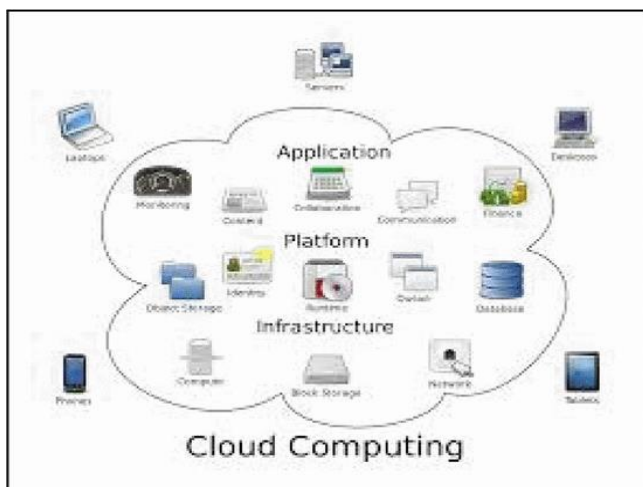 Servers
Laptops
Desktops
Application
Monitoring
Content
Collaboration
Communication
Finance
Platform
Object Storage
Identity
Runtime
Queue
Database
Infrastructure
Compute
Block Storage
Network
Phones
Tablets
Cloud Computing